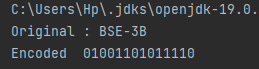 C:\Users\Hp\.jdks\openjdk-19.0.
Original : BSE-3B
Encoded  01001101011110